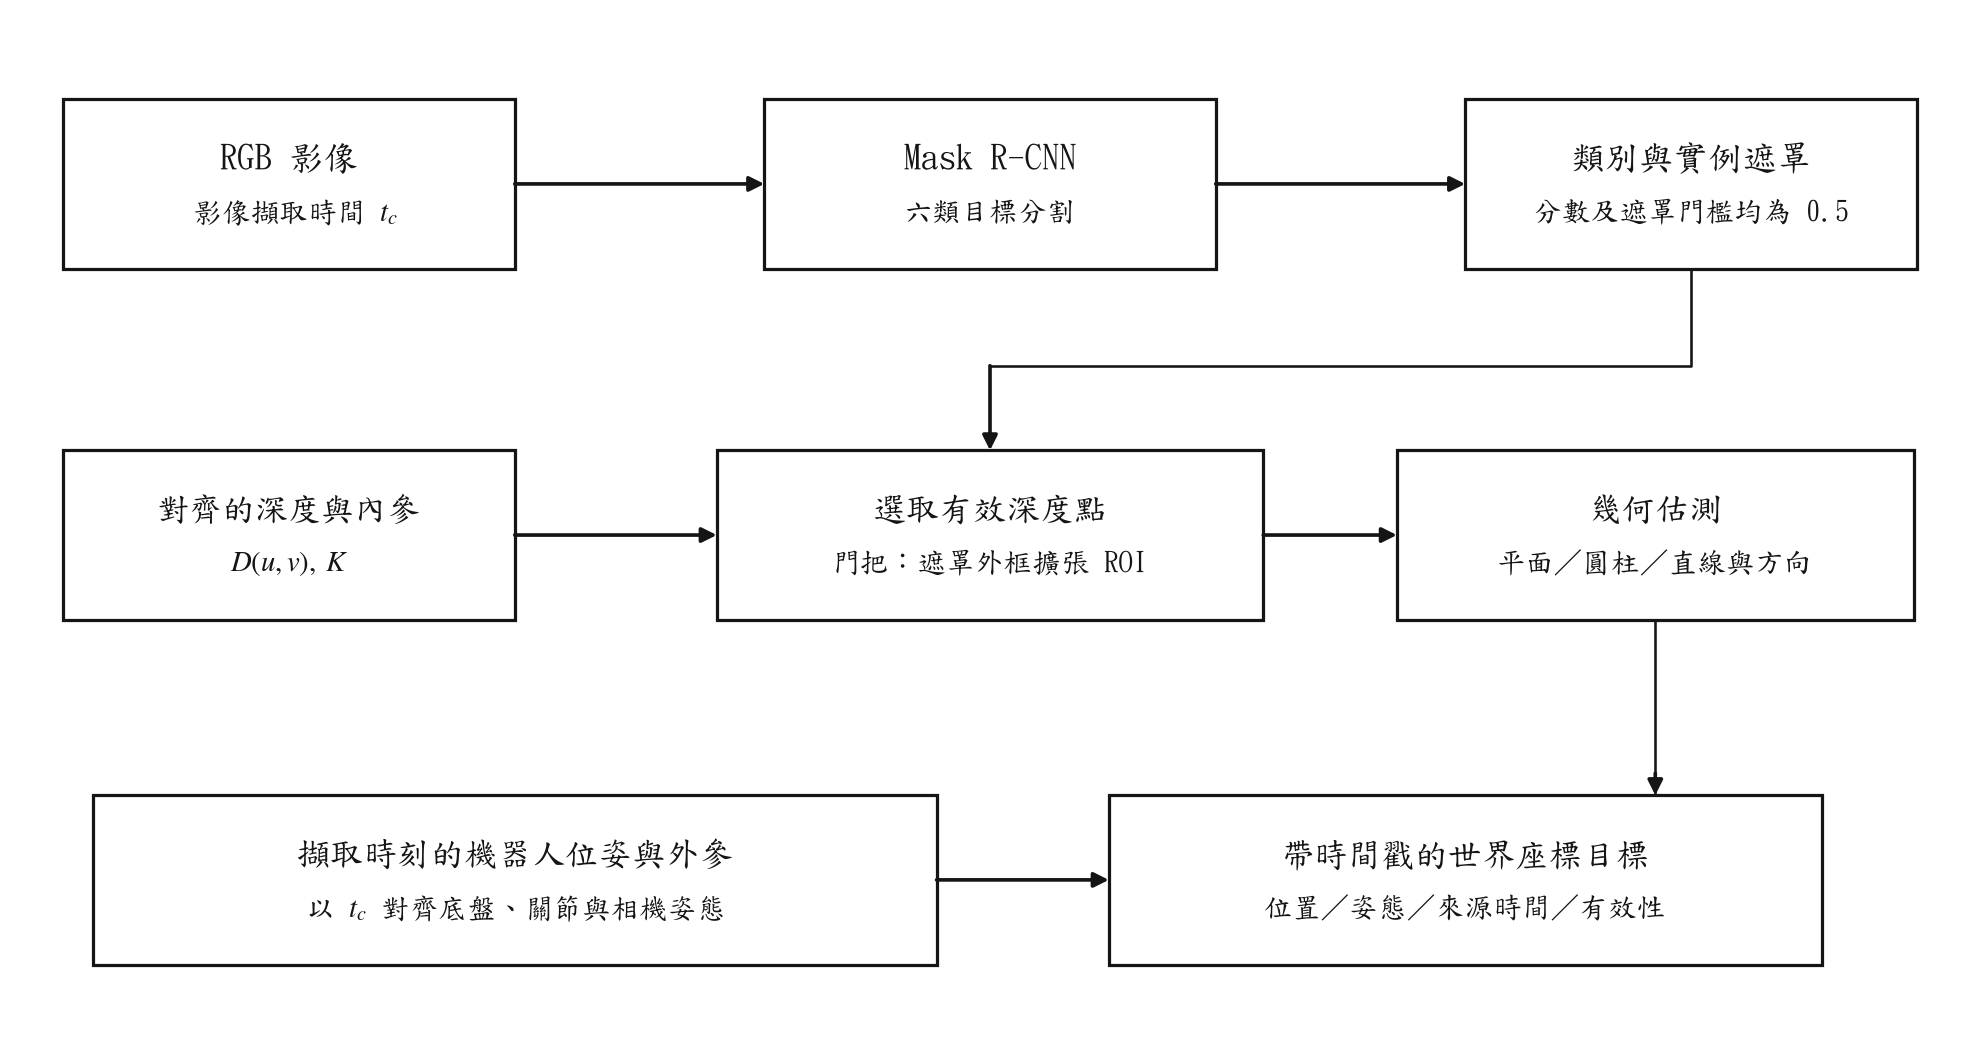 RGB 影像
影像擷取時間 t_c
Mask R-CNN
六類目標分割
類別與實例遮罩
分數及遮罩門檻均為 0.5
對齊的深度與內參
D(u, v), K
選取有效深度點
門把：遮罩外框擴張 ROI
幾何估測
平面／圓柱／直線與方向
擷取時刻的機器人位姿與外參
以 t_c 對齊底盤、關節與相機姿態
帶時間戳的世界座標目標
位置／姿態／來源時間／有效性